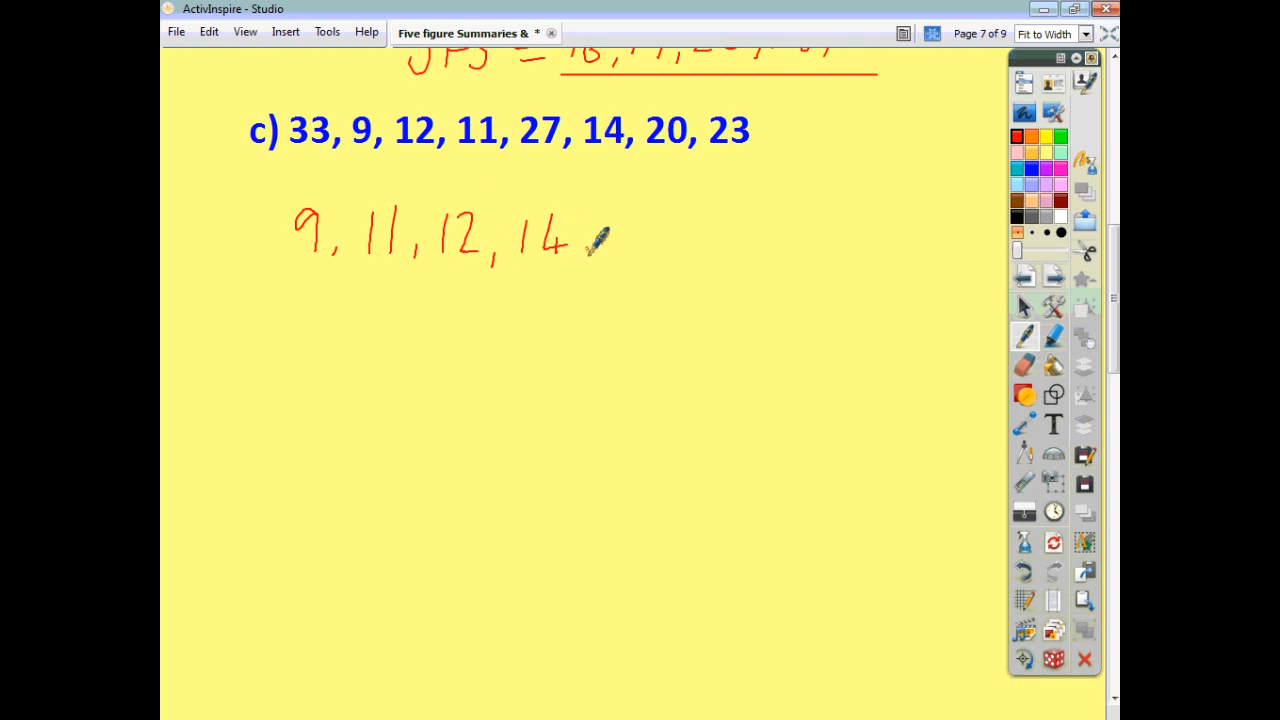 ActivInspire - Studio
File Edit View Insert Tools Help
Five figure Summaries & *
Page 7 of 9
Fit to Width
c) 33, 9, 12, 11, 27, 14, 20, 23
9, 11, 12, 14